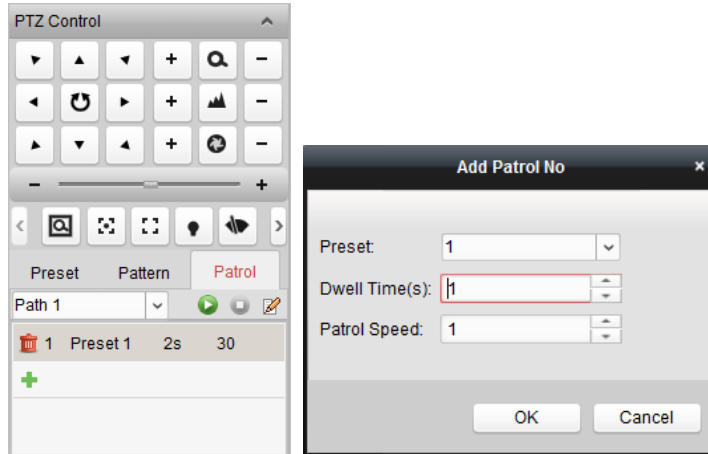 PTZ Control
Preset Pattern Patrol
Path 1
1 Preset 1 2s 30
Add Patrol No
Preset: 1
Dwell Time(s): 1
Patrol Speed: 1
OK Cancel